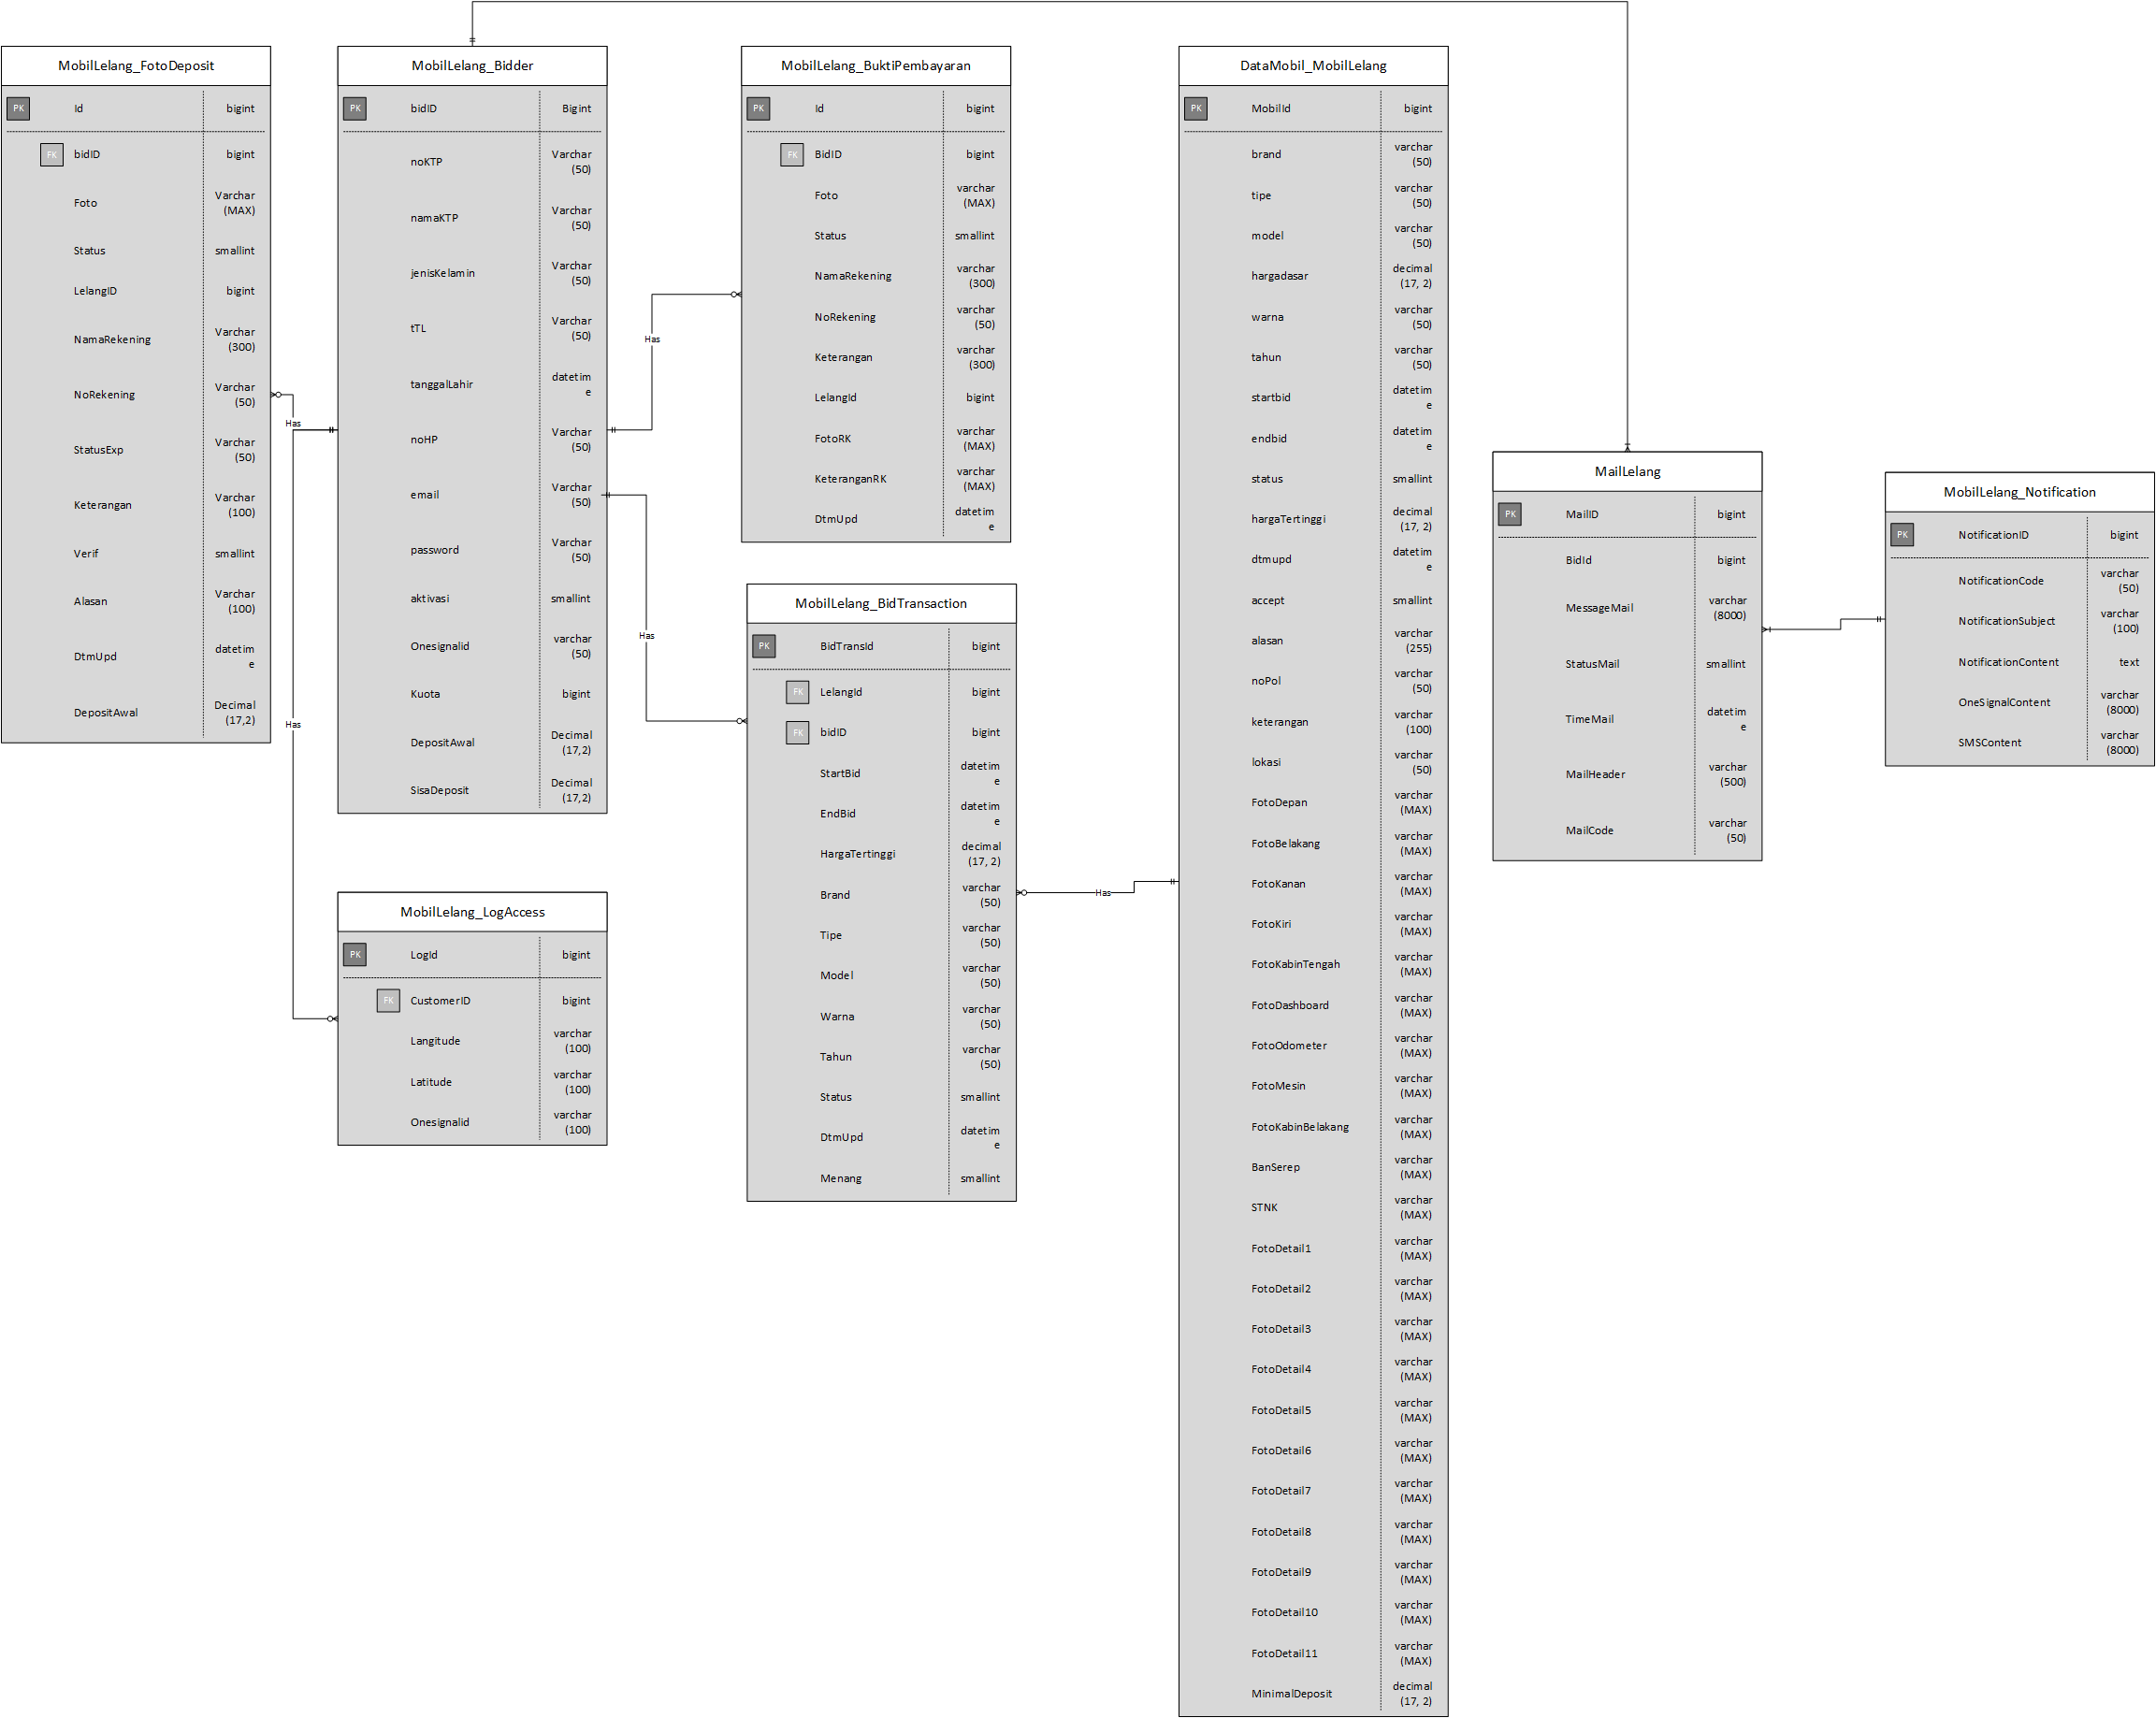 MobilLelang_FotoDeposit
PK Id bigint
FK bidID bigint
Foto Varchar
(MAX)
Status smallint
LelangID bigint
NamaRekening Varchar
(300)
NoRekening Varchar
(50)
StatusExp Varchar
(50)
Keterangan Varchar
(100)
Verif smallint
Alasan Varchar
(100)
DtmUpd datetim
e
DepositAwal Decimal
(17,2)
Has
Has
MobilLelang_Bidder
PK bidID Bigint
noKTP Varchar
(50)
namaKTP Varchar
(50)
jenisKelamin Varchar
(50)
tTL Varchar
(50)
tanggalLahir datetim
e
noHP Varchar
(50)
email Varchar
(50)
password Varchar
(50)
aktivasi smallint
Onesignalid varchar
(50)
Kuota bigint
DepositAwal Decimal
(17,2)
SisaDeposit Decimal
(17,2)
MobilLelang_LogAccess
PK LogId bigint
FK CustomerID bigint
Langitude varchar
(100)
Latitude varchar
(100)
Onesignalid varchar
(100)
Has
Has
MobilLelang_BuktiPembayaran
PK Id bigint
FK BidID bigint
Foto varchar
(MAX)
Status smallint
NamaRekening varchar
(300)
NoRekening varchar
(50)
Keterangan varchar
(300)
LelangId bigint
FotoRK varchar
(MAX)
KeteranganRK varchar
(MAX)
DtmUpd datetim
e
MobilLelang_BidTransaction
PK BidTransId bigint
FK LelangId bigint
FK bidID bigint
StartBid datetim
e
EndBid datetim
e
HargaTertinggi decimal
(17, 2)
Brand varchar
(50)
Tipe varchar
(50)
Model varchar
(50)
Warna varchar
(50)
Tahun varchar
(50)
Status smallint
DtmUpd datetim
e
Menang smallint
Has
DataMobil_MobilLelang
PK MobilId bigint
brand varchar
(50)
tipe varchar
(50)
model varchar
(50)
hargadasar decimal
(17, 2)
warna varchar
(50)
tahun varchar
(50)
startbid datetim
e
endbid datetim
e
status smallint
hargaTertinggi decimal
(17, 2)
dtmupd datetim
e
accept smallint
alasan varchar
(255)
noPol varchar
(50)
keterangan varchar
(100)
lokasi varchar
(50)
FotoDepan varchar
(MAX)
FotoBelakang varchar
(MAX)
FotoKanan varchar
(MAX)
FotoKiri varchar
(MAX)
FotoKabinTengah varchar
(MAX)
FotoDashboard varchar
(MAX)
FotoOdometer varchar
(MAX)
FotoMesin varchar
(MAX)
FotoKabinBelakang varchar
(MAX)
BanSerep varchar
(MAX)
STNK varchar
(MAX)
FotoDetail1 varchar
(MAX)
FotoDetail2 varchar
(MAX)
FotoDetail3 varchar
(MAX)
FotoDetail4 varchar
(MAX)
FotoDetail5 varchar
(MAX)
FotoDetail6 varchar
(MAX)
FotoDetail7 varchar
(MAX)
FotoDetail8 varchar
(MAX)
FotoDetail9 varchar
(MAX)
FotoDetail10 varchar
(MAX)
FotoDetail11 varchar
(MAX)
MinimalDeposit decimal
(17, 2)
MailLelang
PK MailID bigint
BidId bigint
MessageMail varchar
(8000)
StatusMail smallint
TimeMail datetim
e
MailHeader varchar
(500)
MailCode varchar
(50)
MobilLelang_Notification
PK NotificationID bigint
NotificationCode varchar
(50)
NotificationSubject varchar
(100)
NotificationContent text
OneSignalContent varchar
(8000)
SMSContent varchar
(8000)